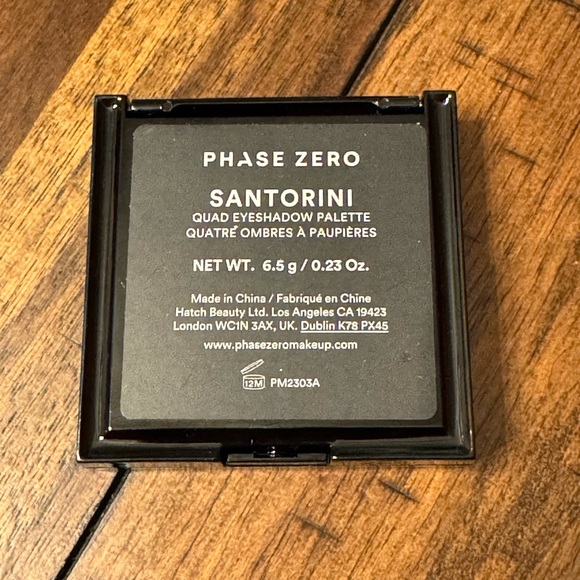 PHASE ZERO
SANTORINI
QUAD EYESHADOW PALETTE
QUATRE OMBRES À PAUPIÈRES
NET WT. 6.5 g / 0.23 Oz.
Made in China / Fabriqué en Chine
Hatch Beauty Ltd. Los Angeles CA 19423
London WC1N 3AX, UK. Dublin K78 PX45
www.phasezeromakeup.com
12M PM2303A